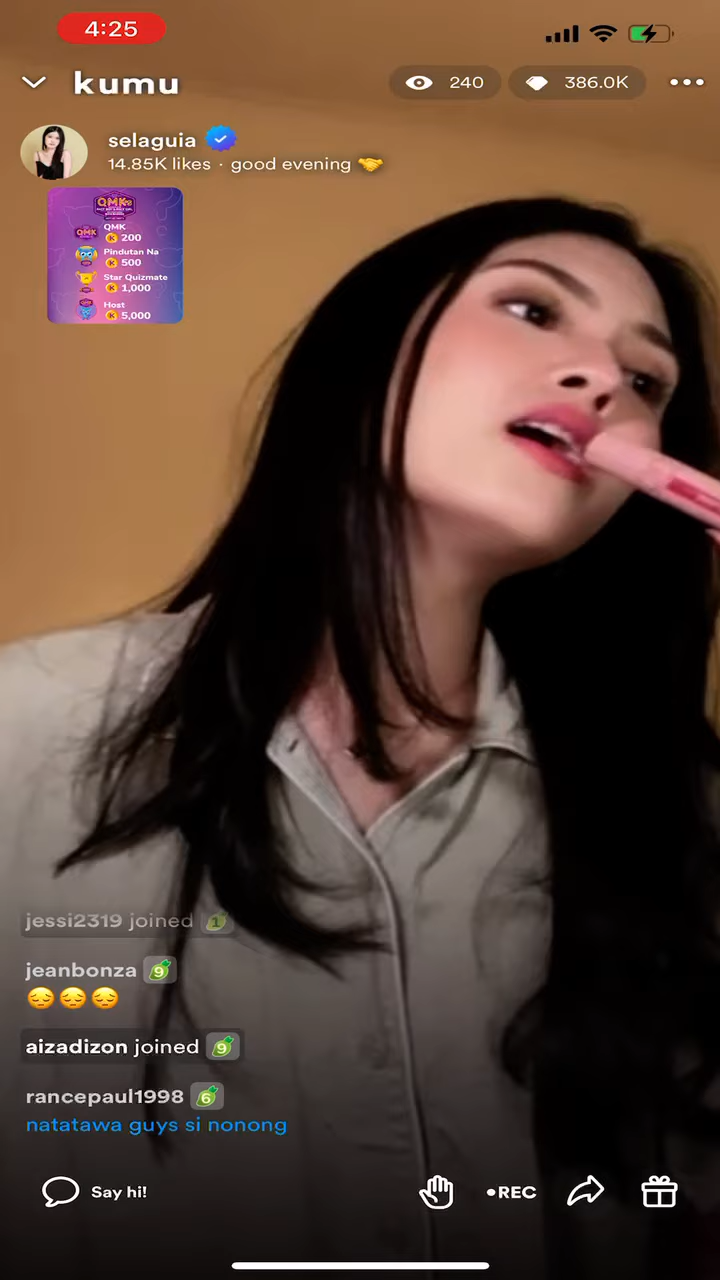 4:25
kumu
240
386.0K
selaguia
14.85K likes · good evening 🤝
QMKs
QMK
200
QMK
Pindutan Na
500
Star Quizmate
1,000
Host
5,000
jessi2319 joined 1
jeanbonza 9
😔😔😔
aizadizon joined 9
rancepaul1998 6
natatawa guys si nonong
Say hi!
•REC